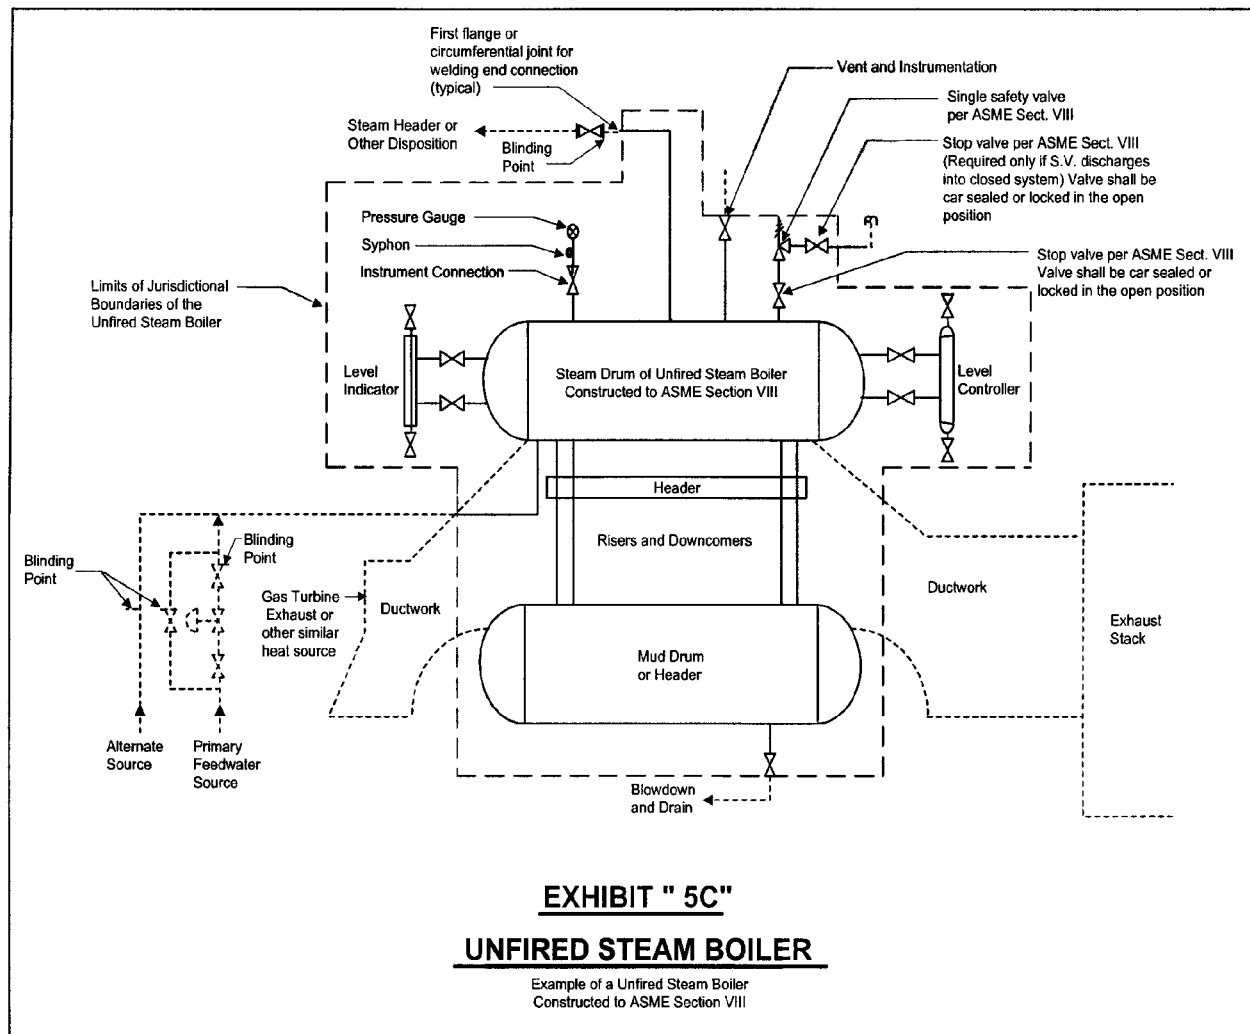 First flange or
circumferential joint for
welding end connection
(typical)
Vent and Instrumentation
Single safety valve
per ASME Sect. VIII
Steam Header or
Other Disposition
Blinding
Point
Stop valve per ASME Sect. VIII
(Required only if S.V. discharges
into closed system) Valve shall be
car sealed or locked in the open
position
Pressure Gauge
Syphon
Instrument Connection
Stop valve per ASME Sect. VIII
Valve shall be car sealed or
locked in the open position
Limits of Jurisdictional
Boundaries of the
Unfired Steam Boiler
Level
Indicator
Steam Drum of Unfired Steam Boiler
Constructed to ASME Section VIII
Level
Controller
Header
Blinding
Point
Risers and Downcomers
Blinding
Point
Gas Turbine
Exhaust or
other similar
heat source
Ductwork
Ductwork
Exhaust
Stack
Mud Drum
or Header
Alternate
Source
Primary
Feedwater
Source
Blowdown
and Drain
EXHIBIT " 5C"
UNFIRED STEAM BOILER
Example of a Unfired Steam Boiler
Constructed to ASME Section VIII